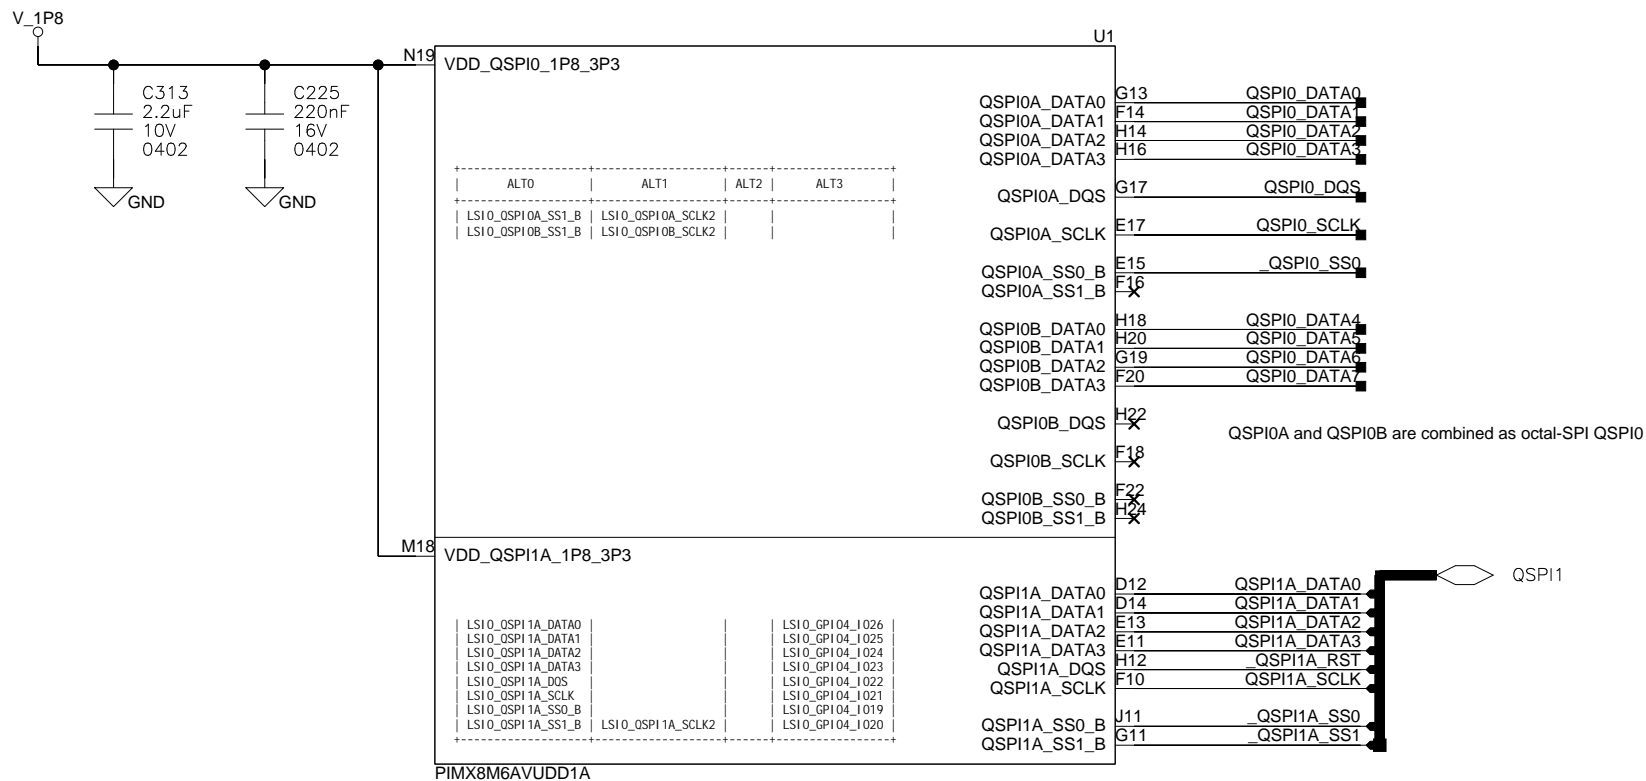 V_1P8
U1
N19
VDD_QSPI0_1P8_3P3
C313
2.2uF
10V
0402
GND
C225
220nF
16V
0402
GND
ALT0 ALT1 ALT2 ALT3
LSIO_QSPI0A_SS1_B LSIO_QSPI0A_SCLK2
LSIO_QSPI0B_SS1_B LSIO_QSPI0B_SCLK2
QSPI0A_DATA0 G13 QSPI0_DATA0
QSPI0A_DATA1 F14 QSPI0_DATA1
QSPI0A_DATA2 H14 QSPI0_DATA2
QSPI0A_DATA3 H16 QSPI0_DATA3
QSPI0A_DQS G17 QSPI0_DQS
QSPI0A_SCLK E17 QSPI0_SCLK
QSPI0A_SS0_B E15 _QSPI0_SS0
QSPI0A_SS1_B F16
QSPI0B_DATA0 H18 QSPI0_DATA4
QSPI0B_DATA1 H20 QSPI0_DATA5
QSPI0B_DATA2 G19 QSPI0_DATA6
QSPI0B_DATA3 F20 QSPI0_DATA7
QSPI0B_DQS H22
QSPI0A and QSPI0B are combined as octal-SPI QSPI0
QSPI0B_SCLK F18
QSPI0B_SS0_B F22
QSPI0B_SS1_B H24
M18
VDD_QSPI1A_1P8_3P3
LSIO_QSPI1A_DATA0 LSIO_GPIO4_IO26
LSIO_QSPI1A_DATA1 LSIO_GPIO4_IO25
LSIO_QSPI1A_DATA2 LSIO_GPIO4_IO24
LSIO_QSPI1A_DATA3 LSIO_GPIO4_IO23
LSIO_QSPI1A_DQS LSIO_GPIO4_IO22
LSIO_QSPI1A_SCLK LSIO_GPIO4_IO21
LSIO_QSPI1A_SS0_B LSIO_GPIO4_IO19
LSIO_QSPI1A_SS1_B LSIO_QSPI1A_SCLK2 LSIO_GPIO4_IO20
QSPI1A_DATA0 D12 QSPI1A_DATA0
QSPI1A_DATA1 D14 QSPI1A_DATA1
QSPI1A_DATA2 E13 QSPI1A_DATA2
QSPI1A_DATA3 E11 QSPI1A_DATA3
QSPI1A_DQS H12 _QSPI1A_RST
QSPI1A_SCLK F10 QSPI1A_SCLK
QSPI1A_SS0_B J11 _QSPI1A_SS0
QSPI1A_SS1_B G11 _QSPI1A_SS1
QSPI1
PIMX8M6AVUDD1A